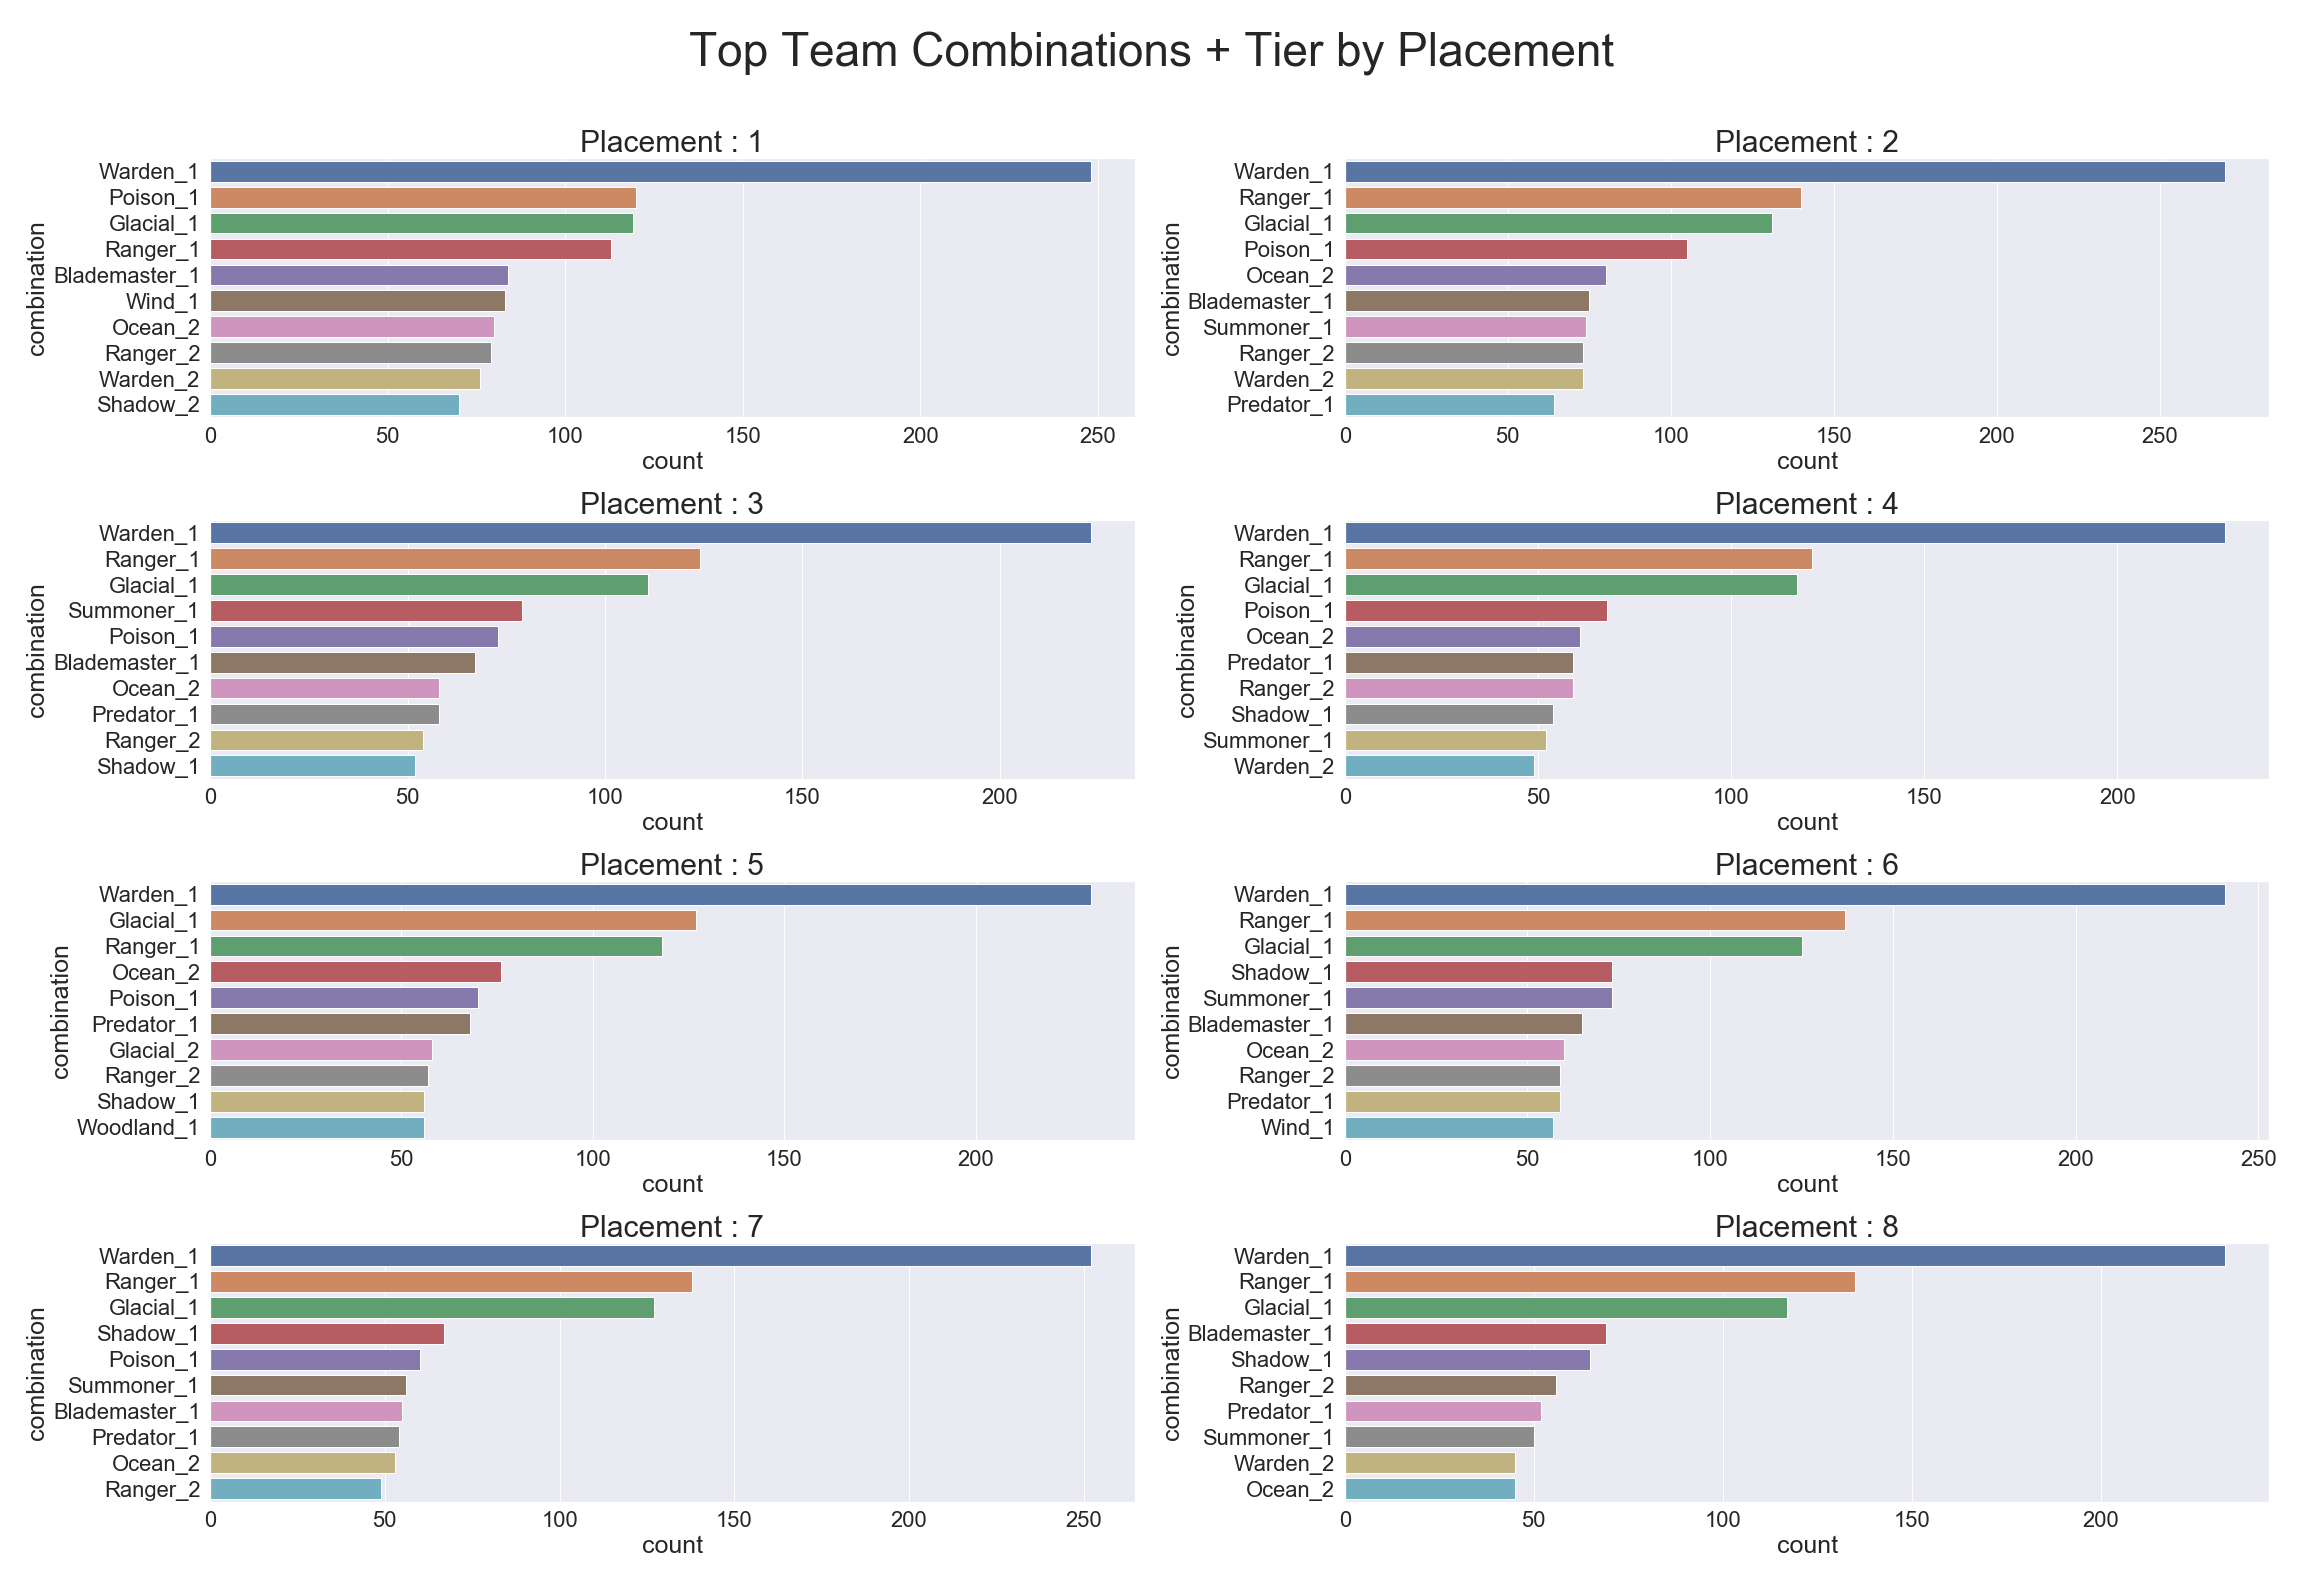 Top Team Combinations + Tier by Placement
Placement : 1
combination
Warden_1
Poison_1
Glacial_1
Ranger_1
Blademaster_1
Wind_1
Ocean_2
Ranger_2
Warden_2
Shadow_2
0 50 100 150 200 250
count
Placement : 2
combination
Warden_1
Ranger_1
Glacial_1
Poison_1
Ocean_2
Blademaster_1
Summoner_1
Ranger_2
Warden_2
Predator_1
0 50 100 150 200 250
count
Placement : 3
combination
Warden_1
Ranger_1
Glacial_1
Summoner_1
Poison_1
Blademaster_1
Ocean_2
Predator_1
Ranger_2
Shadow_1
0 50 100 150 200
count
Placement : 4
combination
Warden_1
Ranger_1
Glacial_1
Poison_1
Ocean_2
Predator_1
Ranger_2
Shadow_1
Summoner_1
Warden_2
0 50 100 150 200
count
Placement : 5
combination
Warden_1
Glacial_1
Ranger_1
Ocean_2
Poison_1
Predator_1
Glacial_2
Ranger_2
Shadow_1
Woodland_1
0 50 100 150 200
count
Placement : 6
combination
Warden_1
Ranger_1
Glacial_1
Shadow_1
Summoner_1
Blademaster_1
Ocean_2
Ranger_2
Predator_1
Wind_1
0 50 100 150 200 250
count
Placement : 7
combination
Warden_1
Ranger_1
Glacial_1
Shadow_1
Poison_1
Summoner_1
Blademaster_1
Predator_1
Ocean_2
Ranger_2
0 50 100 150 200 250
count
Placement : 8
combination
Warden_1
Ranger_1
Glacial_1
Blademaster_1
Shadow_1
Ranger_2
Predator_1
Summoner_1
Warden_2
Ocean_2
0 50 100 150 200
count